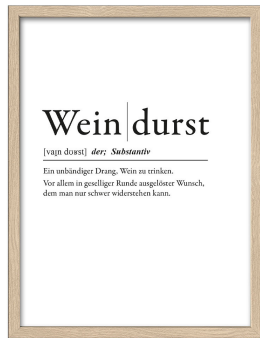 Wein|durst
[vaɪn dʊʁst] der; Substantiv
Ein unbändiger Drang, Wein zu trinken.
Vor allem in geselliger Runde ausgelöster Wunsch,
dem man nur schwer widerstehen kann.